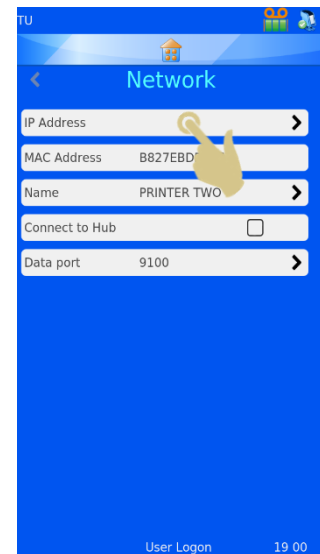 TU
Network
IP Address
MAC Address
Name PRINTER TWO
Connect to Hub
Data port 9100
User Logon 19 00